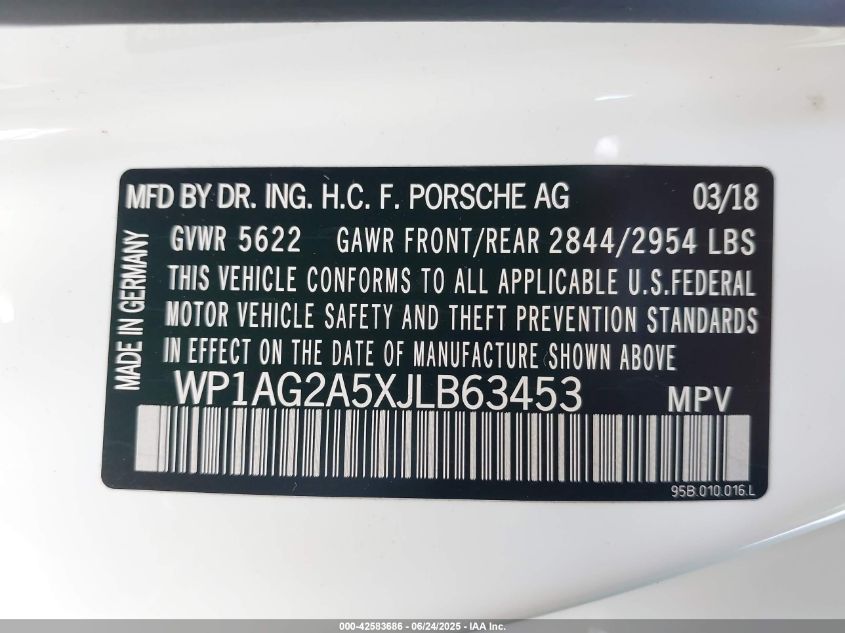 MFD BY DR. ING. H.C. F. PORSCHE AG 03/18
GVWR 5622 GAWR FRONT/REAR 2844/2954 LBS
THIS VEHICLE CONFORMS TO ALL APPLICABLE U.S.FEDERAL
MOTOR VEHICLE SAFETY AND THEFT PREVENTION STANDARDS
IN EFFECT ON THE DATE OF MANUFACTURE SHOWN ABOVE
MADE IN GERMANY
WP1AG2A5XJLB63453 MPV
95B.010.016.L
000-42583686 - 06/24/2025 - IAA Inc.